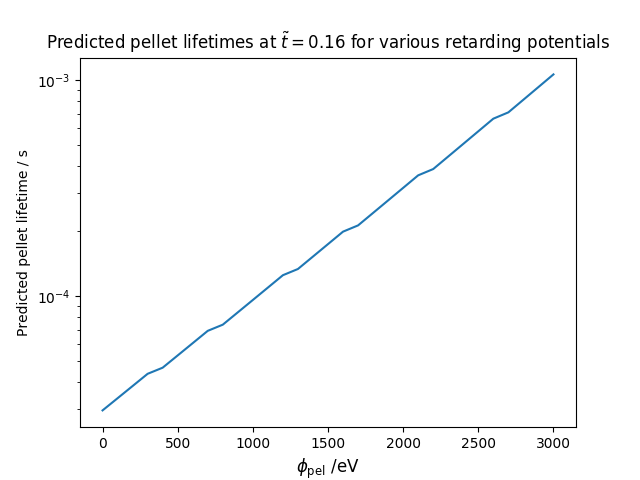 Predicted pellet lifetimes at t̃ = 0.16 for various retarding potentials
10⁻³
10⁻⁴
Predicted pellet lifetime / s
0 500 1000 1500 2000 2500 3000
ϕpel /eV